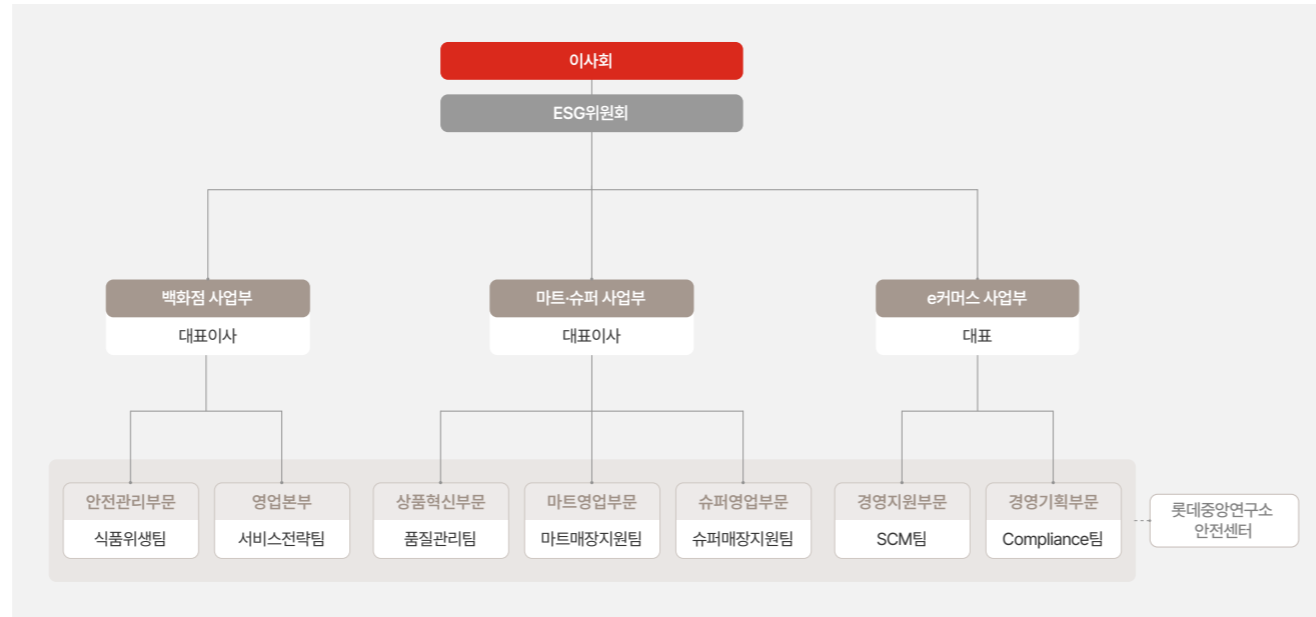 이사회
ESG위원회
백화점 사업부
대표이사
마트·슈퍼 사업부
대표이사
e커머스 사업부
대표
안전관리부문
식품위생팀
영업본부
서비스전략팀
상품혁신부문
품질관리팀
마트영업부문
마트매장지원팀
슈퍼영업부문
슈퍼매장지원팀
경영지원부문
SCM팀
경영기획부문
Compliance팀
롯데중앙연구소
안전센터